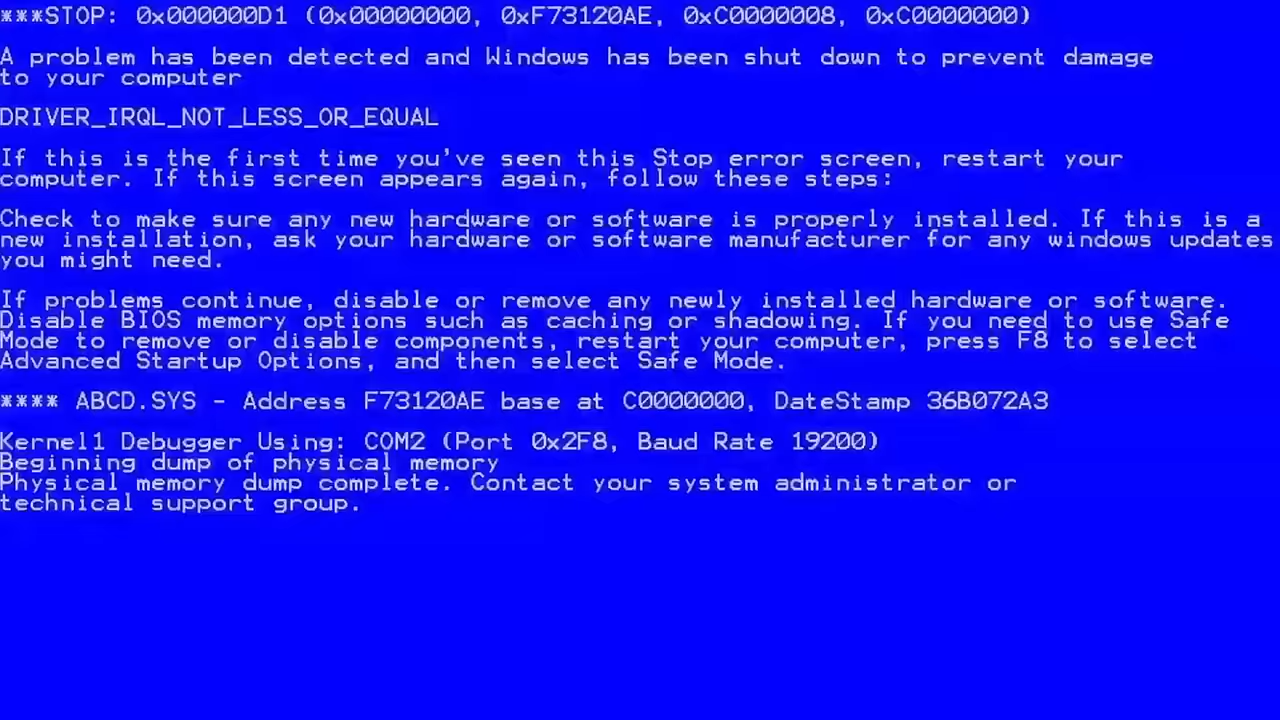 ***STOP: 0x000000D1 (0x00000000, 0xF73120AE, 0xC0000008, 0xC0000000)
A problem has been detected and Windows has been shut down to prevent damage
to your computer
DRIVER_IRQL_NOT_LESS_OR_EQUAL
If this is the first time you've seen this Stop error screen, restart your
computer. If this screen appears again, follow these steps:
Check to make sure any new hardware or software is properly installed. If this is a
new installation, ask your hardware or software manufacturer for any windows updates
you might need.
If problems continue, disable or remove any newly installed hardware or software.
Disable BIOS memory options such as caching or shadowing. If you need to use Safe
Mode to remove or disable components, restart your computer, press F8 to select
Advanced Startup Options, and then select Safe Mode.
**** ABCD.SYS - Address F73120AE base at C0000000, DateStamp 36B072A3
Kernel1 Debugger Using: COM2 (Port 0x2F8, Baud Rate 19200)
Beginning dump of physical memory
Physical memory dump complete. Contact your system administrator or
technical support group.